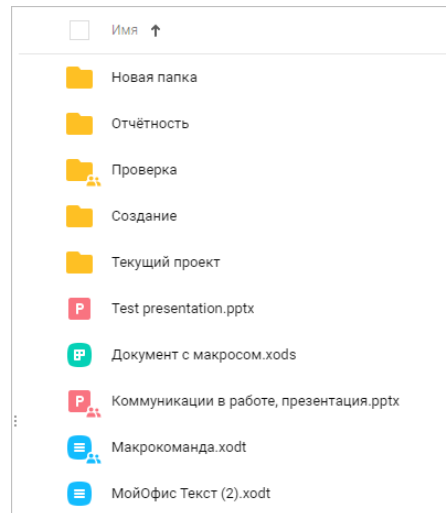 Имя
Новая папка
Отчётность
Проверка
Создание
Текущий проект
P Test presentation.pptx
Документ с макросом.xods
P Коммуникации в работе, презентация.pptx
Макрокоманда.xodt
МойОфис Текст (2).xodt